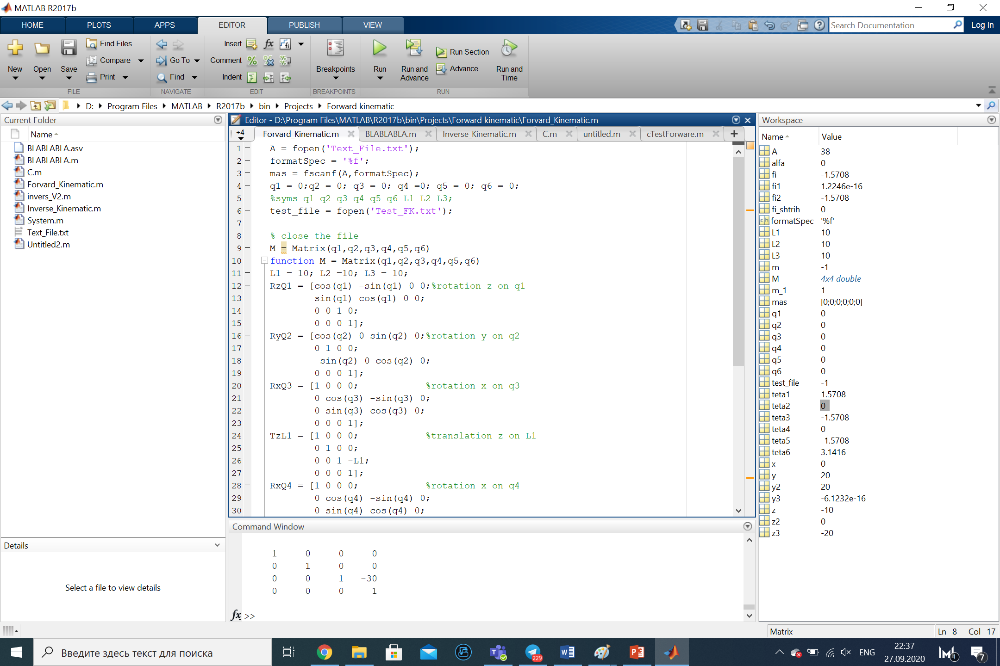 MATLAB R2017b
HOME PLOTS APPS EDITOR PUBLISH VIEW
Search Documentation Log In
New Open Save Find Files Compare Print
Go To Find
Insert Comment Indent fx fi
Breakpoints
Run Run and Advance Run Section Advance Run and Time
FILE NAVIGATE EDIT BREAKPOINTS RUN
D: Program Files MATLAB R2017b bin Projects Forward kinematic
Current Folder
Name
BLABLABLA.asv
BLABLABLA.m
C.m
Forvard_Kinematic.m
invers_V2.m
Inverse_Kinematic.m
System.m
Text_File.txt
Untitled2.m
Details
Select a file to view details
Editor - D:\Program Files\MATLAB\R2017b\bin\Projects\Forward kinematic\Forvard_Kinematic.m
+4 Forvard_Kinematic.m BLABLABLA.m Inverse_Kinematic.m C.m untitled.m cTestForware.m
1 A = fopen('Text_File.txt');
2 formatSpec = '%f';
3 mas = fscanf(A,formatSpec);
4 q1 = 0;q2 = 0; q3 = 0; q4 =0; q5 = 0; q6 = 0;
5 %syms q1 q2 q3 q4 q5 q6 L1 L2 L3;
6 test_file = fopen('Test_FK.txt');
7
8 % close the file
9 M = Matrix(q1,q2,q3,q4,q5,q6)
10 function M = Matrix(q1,q2,q3,q4,q5,q6)
11 L1 = 10; L2 =10; L3 = 10;
12 RzQ1 = [cos(q1) -sin(q1) 0 0;%rotation z on q1
13 sin(q1) cos(q1) 0 0;
14 0 0 1 0;
15 0 0 0 1];
16 RyQ2 = [cos(q2) 0 sin(q2) 0;%rotation y on q2
17 0 1 0 0;
18 -sin(q2) 0 cos(q2) 0;
19 0 0 0 1];
20 RxQ3 = [1 0 0 0; %rotation x on q3
21 0 cos(q3) -sin(q3) 0;
22 0 sin(q3) cos(q3) 0;
23 0 0 0 1];
24 TzL1 = [1 0 0 0; %translation z on L1
25 0 1 0 0;
26 0 0 1 -L1;
27 0 0 0 1];
28 RxQ4 = [1 0 0 0; %rotation x on q4
29 0 cos(q4) -sin(q4) 0;
30 0 sin(q4) cos(q4) 0;
Command Window
1 0 0 0
0 1 0 0
0 0 1 -30
0 0 0 1
fx >>
Workspace
Name Value
A 38
alfa 0
fi -1.5708
fi1 1.2246e-16
fi2 -1.5708
fi_shtrih 0
ch formatSpec '%f'
L1 10
L2 10
L3 10
m -1
M 4x4 double
m_1 1
mas [0;0;0;0;0;0]
q1 0
q2 0
q3 0
q4 0
q5 0
q6 0
test_file -1
teta1 1.5708
teta2 0
teta3 -1.5708
teta4 0
teta5 -1.5708
teta6 3.1416
x 0
y 20
y2 20
y3 -6.1232e-16
z -10
z2 0
z3 -20
Matrix Ln 8 Col 17
Введите здесь текст для поиска
229
ENG
22:37
27.09.2020
1
7